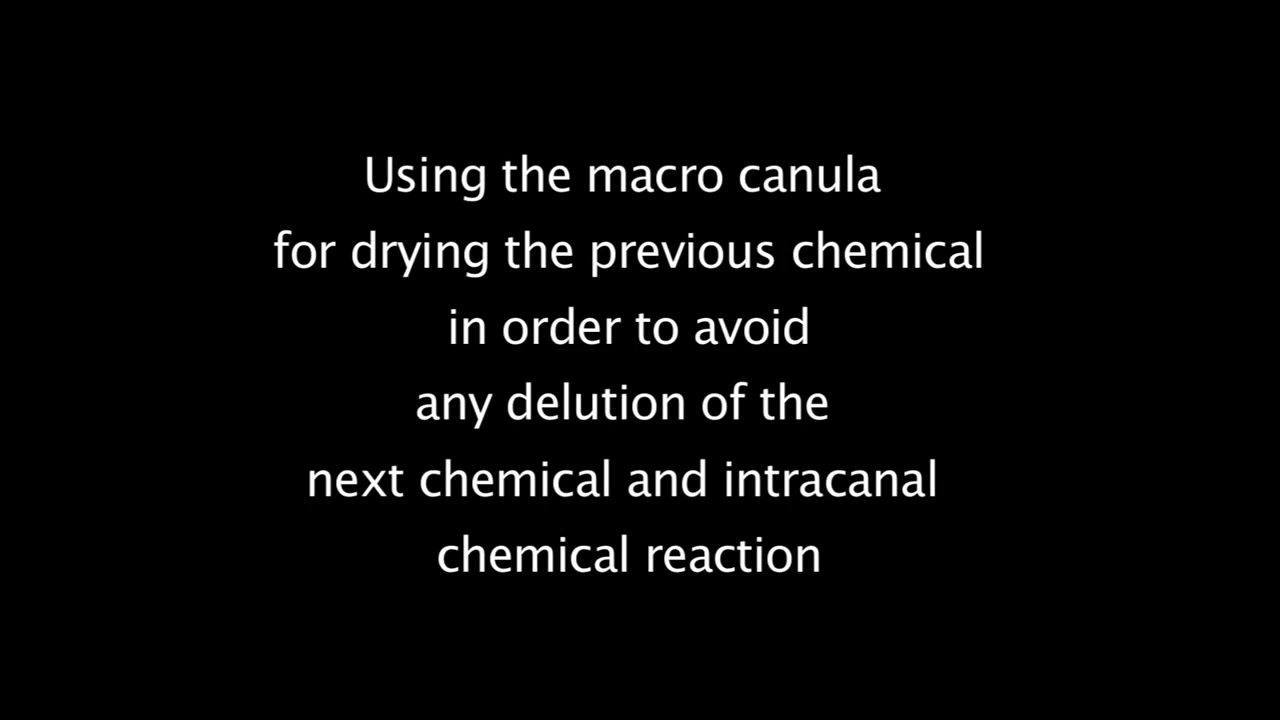 Using the macro canula
for drying the previous chemical
in order to avoid
any delution of the
next chemical and intracanal
chemical reaction